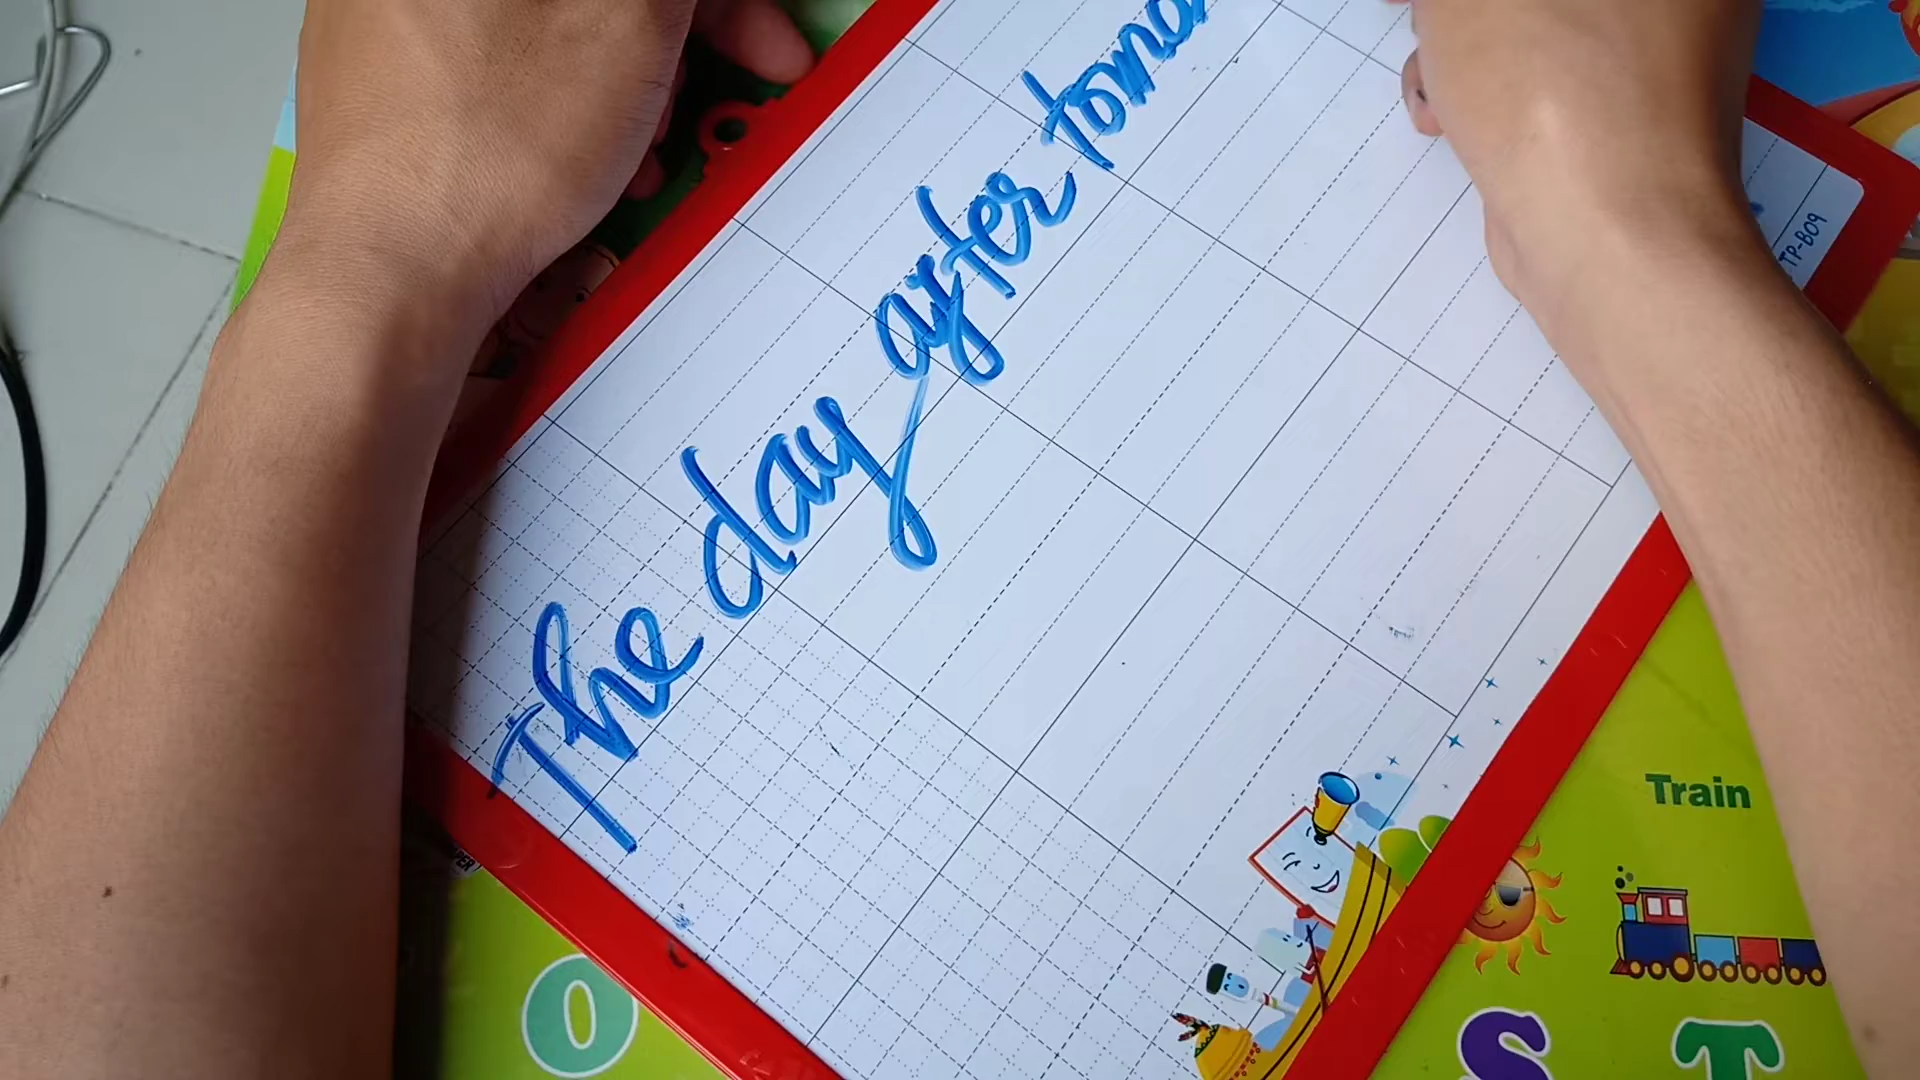 The day after tomo
TP-B09
Train
O
S T